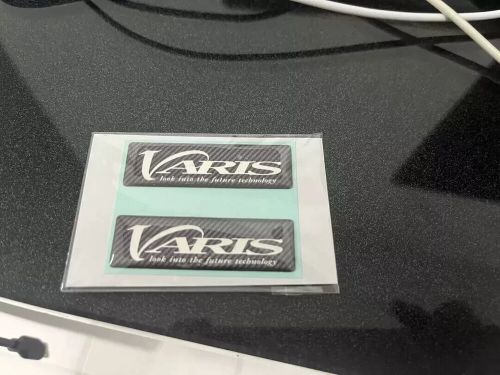 VARIS
look into the future technology
VARIS
look into the future technology